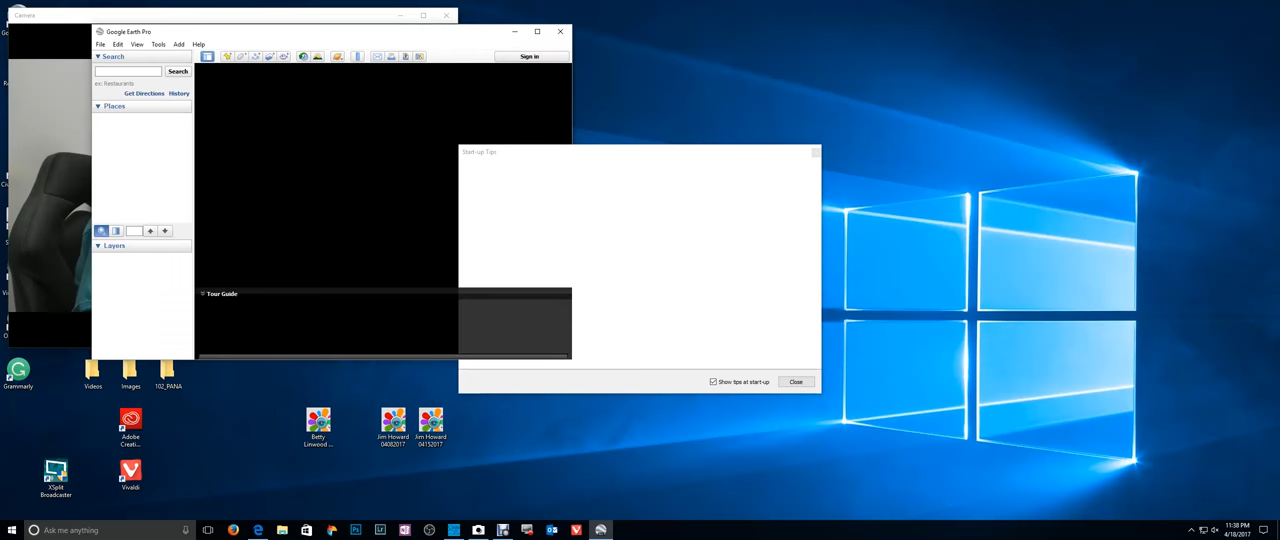 Camera
Google Earth Pro
File Edit View Tools Add Help
Search
Sign in
Search
ex: Restaurants
Get Directions History
Places
Start-up Tips
Layers
Tour Guide
Show tips at start-up Close
Grammarly
Videos
Images
102_PANA
Adobe
Creati...
Betty
Linwood ...
Jim Howard
04082017
Jim Howard
04152017
XSplit
Broadcaster
Vivaldi
Ask me anything
11:38 PM
4/18/2017